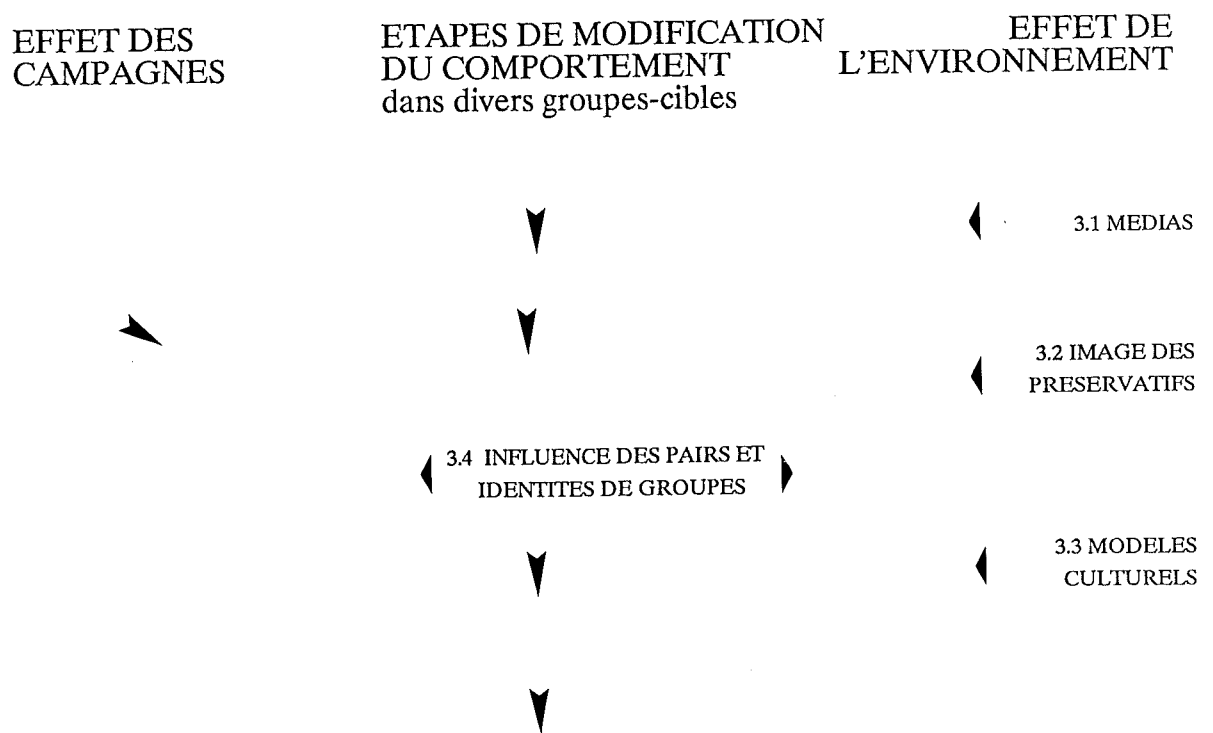 EFFET DES
CAMPAGNES
ETAPES DE MODIFICATION
DU COMPORTEMENT
dans divers groupes-cibles
EFFET DE
L'ENVIRONNEMENT
3.1 MEDIAS
3.2 IMAGE DES
PRESERVATIFS
3.4 INFLUENCE DES PAIRS ET
IDENTITES DE GROUPES
3.3 MODELES
CULTURELS